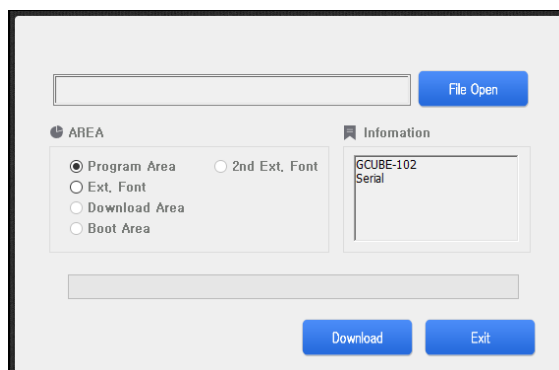 File Open
AREA
Infomation
Program Area
2nd Ext. Font
Ext. Font
Download Area
Boot Area
GCUBE-102
Serial
Download
Exit